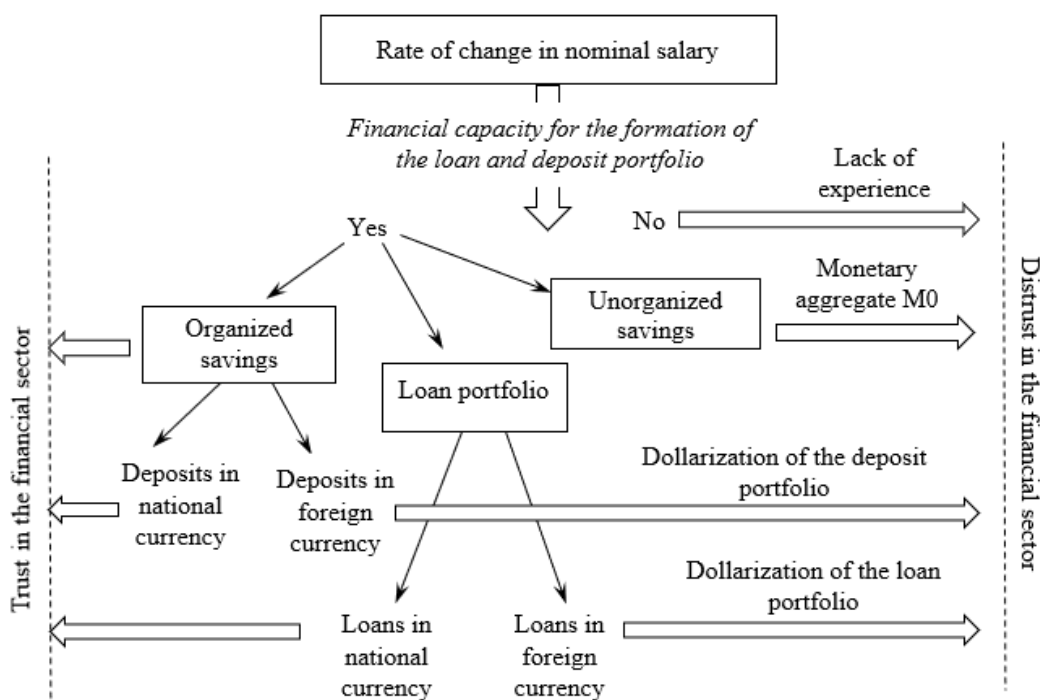 Rate of change in nominal salary
Financial capacity for the formation of
the loan and deposit portfolio
Lack of
experience
No
Yes
Monetary
aggregate M0
Unorganized
savings
Organized
savings
Loan portfolio
Trust in the financial sector
Distrust in the financial sector
Deposits in
national
currency
Deposits in
foreign
currency
Dollarization of the deposit
portfolio
Dollarization of the loan
portfolio
Loans in
national
currency
Loans in
foreign
currency